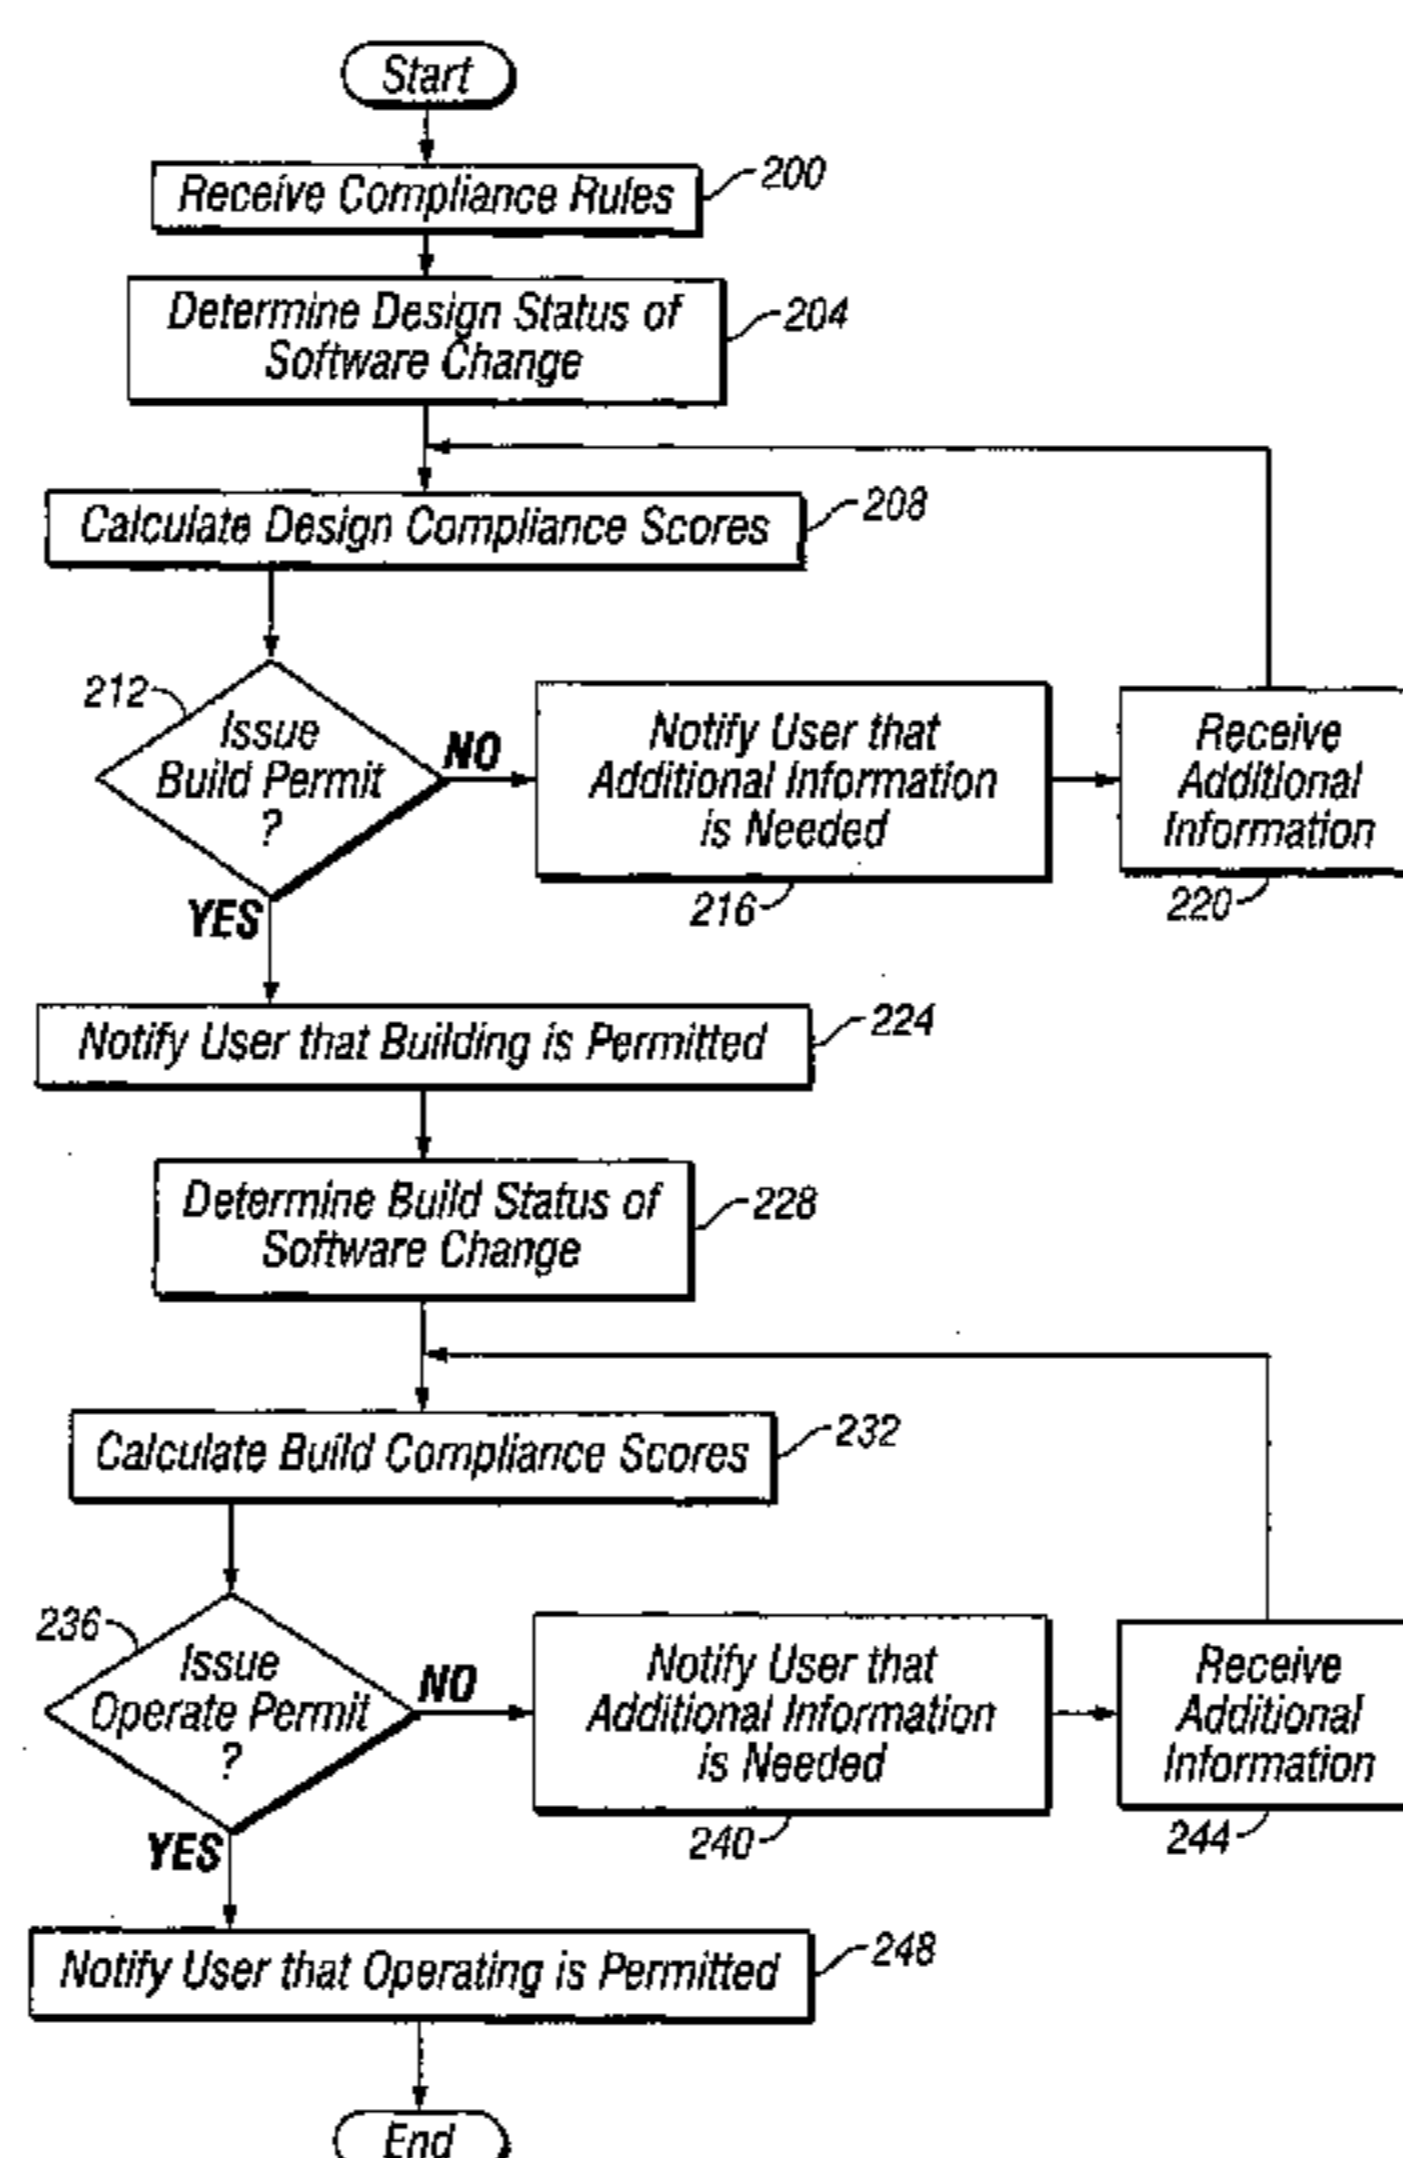 Start
Receive Compliance Rules
200
Determine Design Status of
Software Change
204
Calculate Design Compliance Scores
208
212
Issue
Build Permit
?
NO
YES
Notify User that
Additional Information
is Needed
216
Receive
Additional
Information
220
Notify User that Building is Permitted
224
Determine Build Status of
Software Change
228
Calculate Build Compliance Scores
232
236
Issue
Operate Permit
?
NO
YES
Notify User that
Additional Information
is Needed
240
Receive
Additional
Information
244
Notify User that Operating is Permitted
248
End